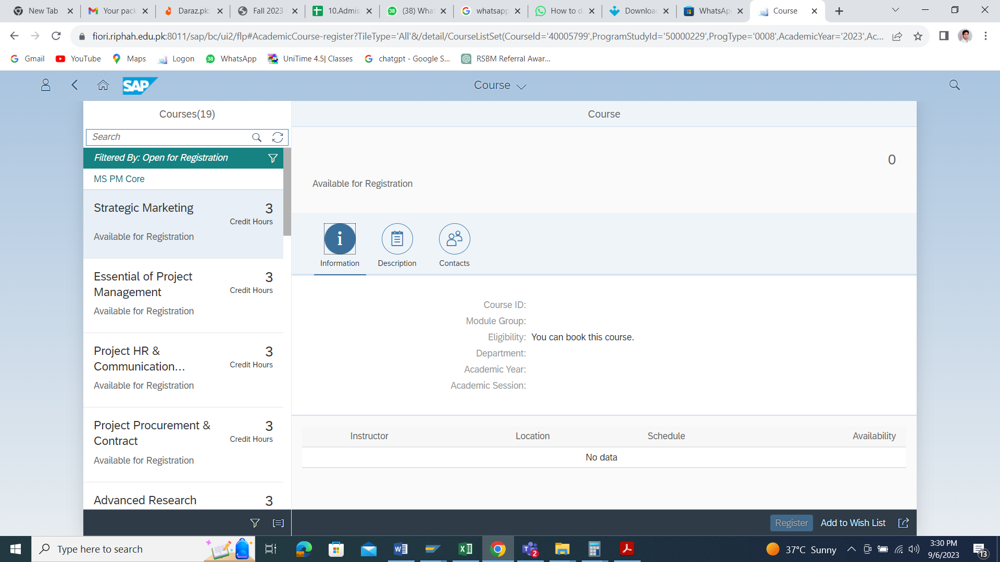 New Tab
Your pack
Daraz.pk:
Fall 2023
10.Admis
(38) What
whatsapp
How to d
Download
WhatsApp
Course
fiori.riphah.edu.pk:8011/sap/bc/ui2/flp#AcademicCourse-register?TileType='All'&/detail/CourseListSet(CourseId='40005799',ProgramStudyId='50000229',ProgType='0008',AcademicYear='2023',Ac...
Gmail
YouTube
Maps
Logon
38
WhatsApp
UniTime 4.5| Classes
chatgpt - Google S...
RSBM Referral Awar...
SAP
Course
Courses(19)
Search
Filtered By: Open for Registration
MS PM Core
Strategic Marketing
3
Credit Hours
Available for Registration
Essential of Project
Management
3
Credit Hours
Available for Registration
Project HR &
Communication...
3
Credit Hours
Available for Registration
Project Procurement &
Contract
3
Credit Hours
Available for Registration
Advanced Research
3
Course
0
Available for Registration
Information
Description
Contacts
Course ID:
Module Group:
Eligibility: You can book this course.
Department:
Academic Year:
Academic Session:
Instructor Location Schedule Availability
No data
Register
Add to Wish List
Type here to search
2
37°C Sunny
3:30 PM
9/6/2023
13